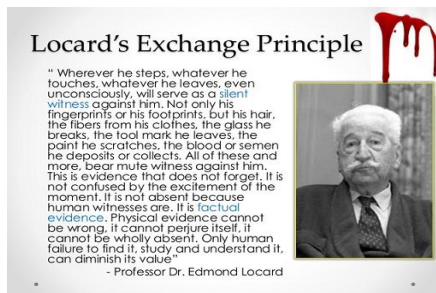 Locard's Exchange Principle
" Wherever he steps, whatever he
touches, whatever he leaves, even
unconsciously, will serve as a silent
witness against him. Not only his
fingerprints or his footprints, but his hair,
the fibers from his clothes, the glass he
breaks, the tool mark he leaves, the
paint he scratches, the blood or semen
he deposits or collects. All of these and
more, bear mute witness against him.
This is evidence that does not forget. It is
not confused by the excitement of the
moment. It is not absent because
human witnesses are. It is factual
evidence. Physical evidence cannot
be wrong, it cannot perjure itself, it
cannot be wholly absent. Only human
failure to find it, study and understand it,
can diminish its value"
- Professor Dr. Edmond Locard